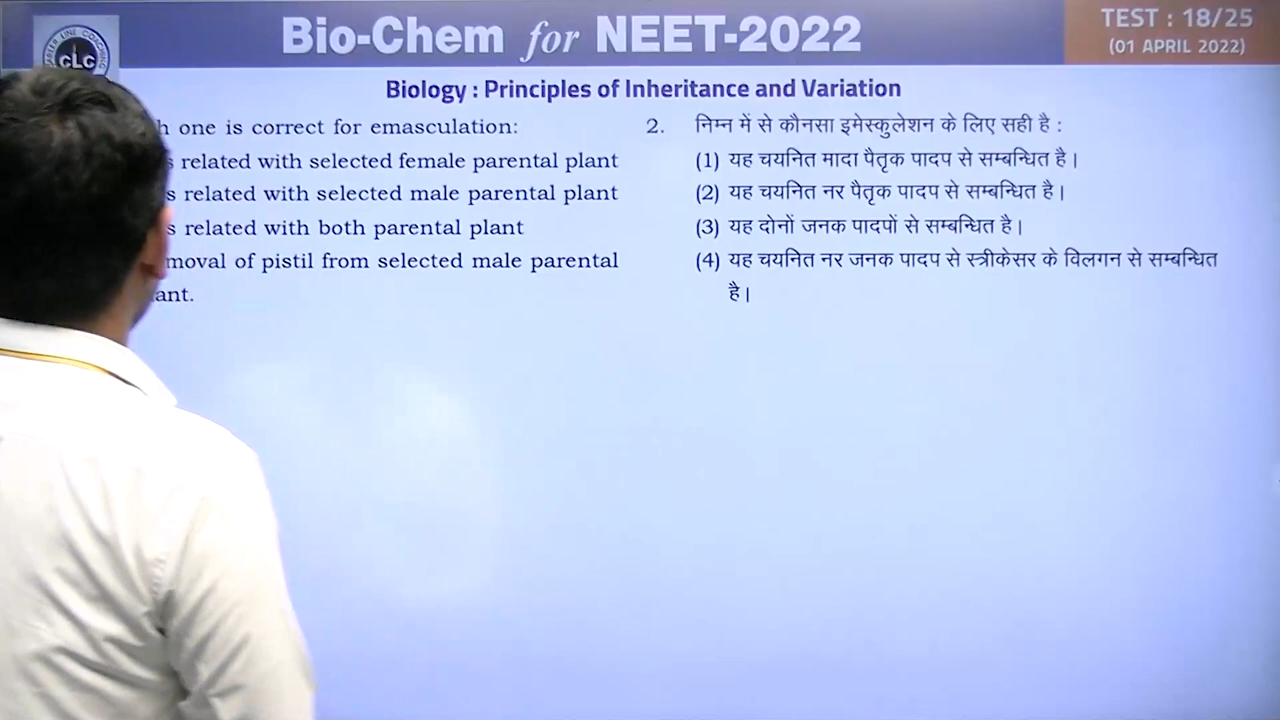 Bio-Chem for NEET-2022
TEST : 18/25
(01 APRIL 2022)
CLC
Biology : Principles of Inheritance and Variation
one is correct for emasculation:
related with selected female parental plant
related with selected male parental plant
related with both parental plant
of pistil from selected male parental
2. निम्न में से कौनसा इमेस्कुलेशन के लिए सही है :
(1) यह चयनित मादा पैतृक पादप से सम्बन्धित है।
(2) यह चयनित नर पैतृक पादप से सम्बन्धित है।
(3) यह दोनों जनक पादपों से सम्बन्धित है।
(4) यह चयनित नर जनक पादप से स्त्रीकेसर के विलगन से सम्बन्धित
है।